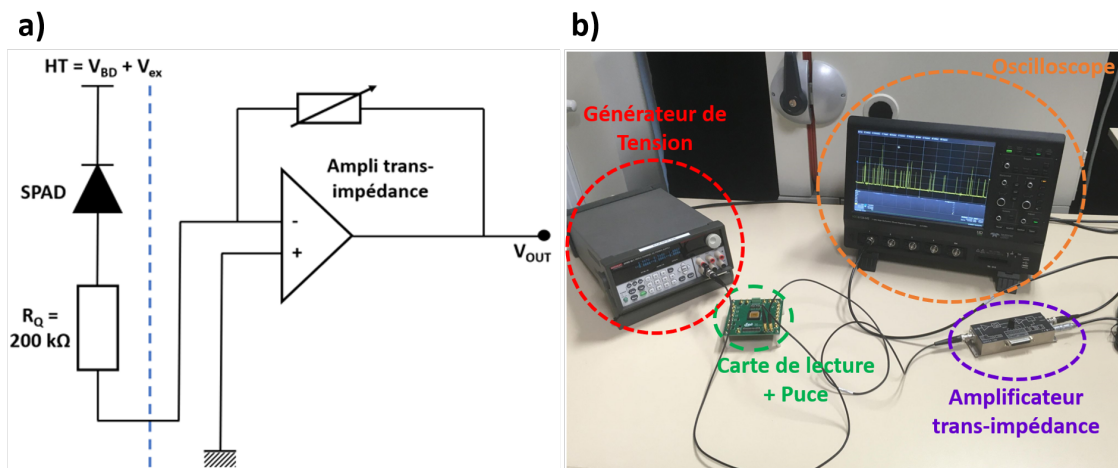 a)
HT = V_BD + V_ex
SPAD
R_Q =
200 kΩ
Ampli trans-
impédance
-
+
V_OUT
b)
Oscilloscope
Générateur de
Tension
Carte de lecture
+ Puce
Amplificateur
trans-impédance